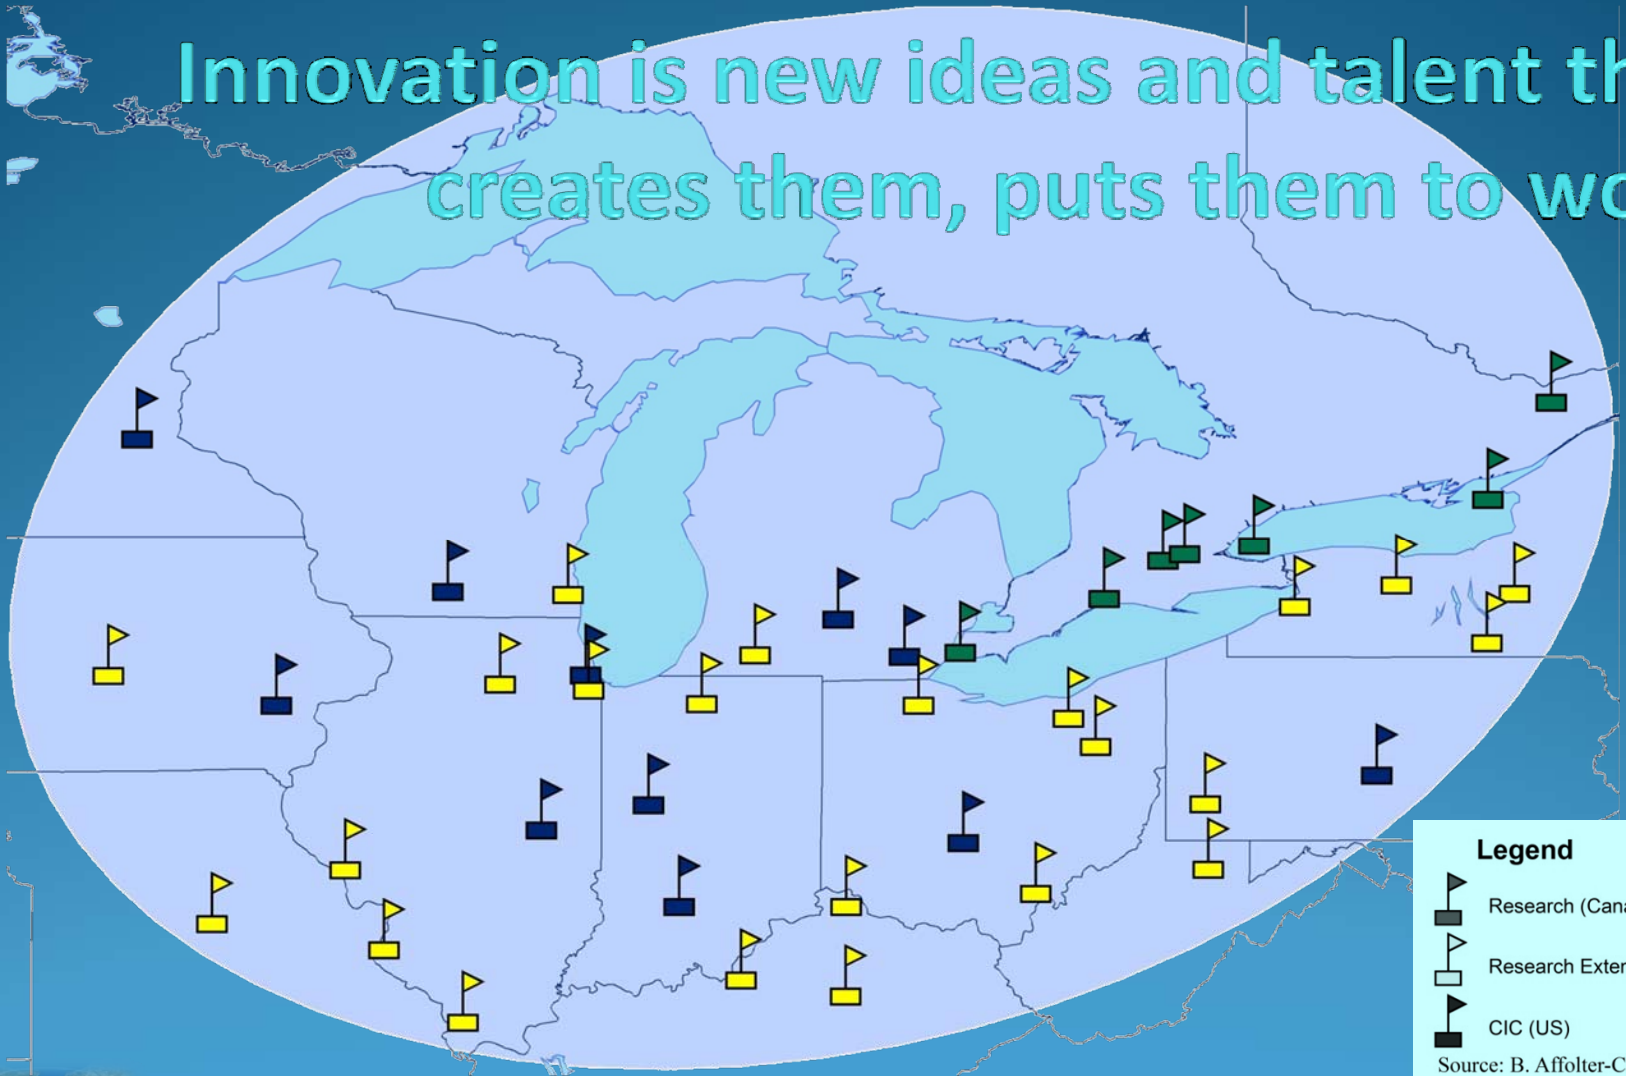 Innovation is new ideas and talent th
creates them, puts them to wo
Legend
Research (Cana
Research Exter
CIC (US)
Source: B. Affolter-C